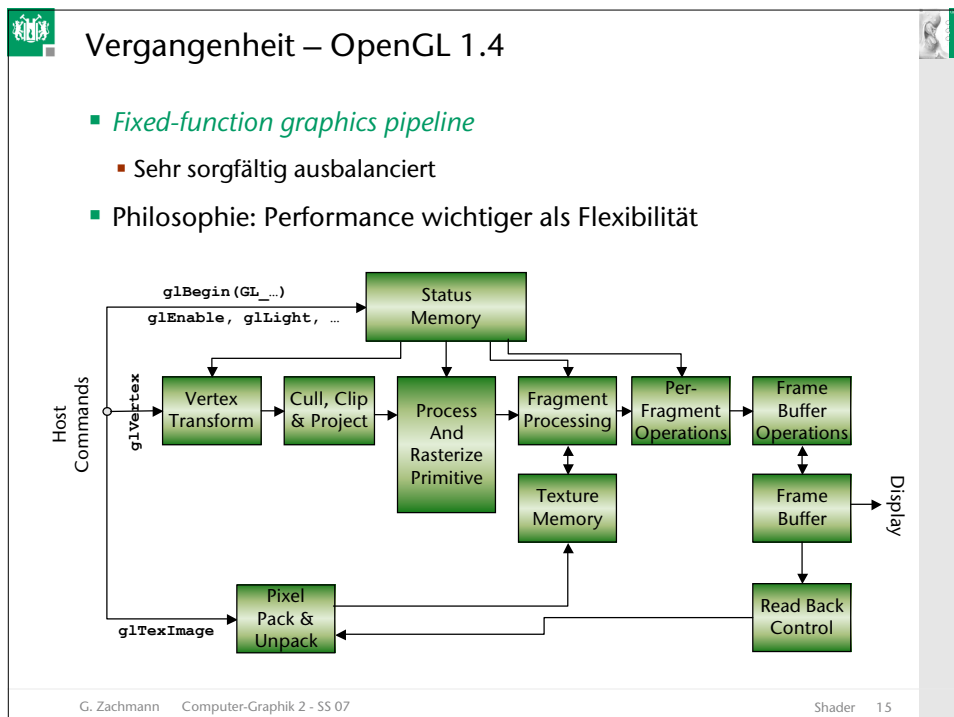 Vergangenheit – OpenGL 1.4
▪ Fixed-function graphics pipeline
▪ Sehr sorgfältig ausbalanciert
▪ Philosophie: Performance wichtiger als Flexibilität
glBegin(GL_…)
glEnable, glLight, …
Status
Memory
Host
Commands
glVertex
Vertex
Transform
Cull, Clip
& Project
Process
And
Rasterize
Primitive
Fragment
Processing
Per-
Fragment
Operations
Frame
Buffer
Operations
Texture
Memory
Frame
Buffer
Display
glTexImage
Pixel
Pack &
Unpack
Read Back
Control
G. Zachmann Computer-Graphik 2 - SS 07
Shader 15